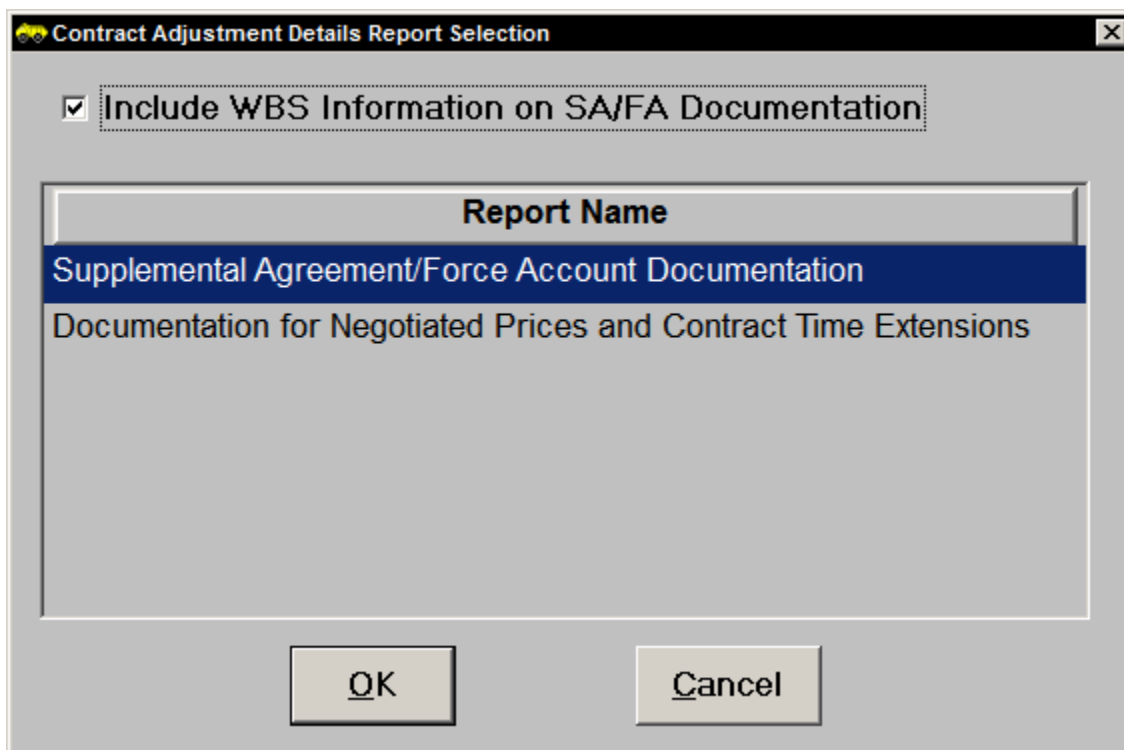 Contract Adjustment Details Report Selection
Include WBS Information on SA/FA Documentation
Report Name
Supplemental Agreement/Force Account Documentation
Documentation for Negotiated Prices and Contract Time Extensions
OK Cancel